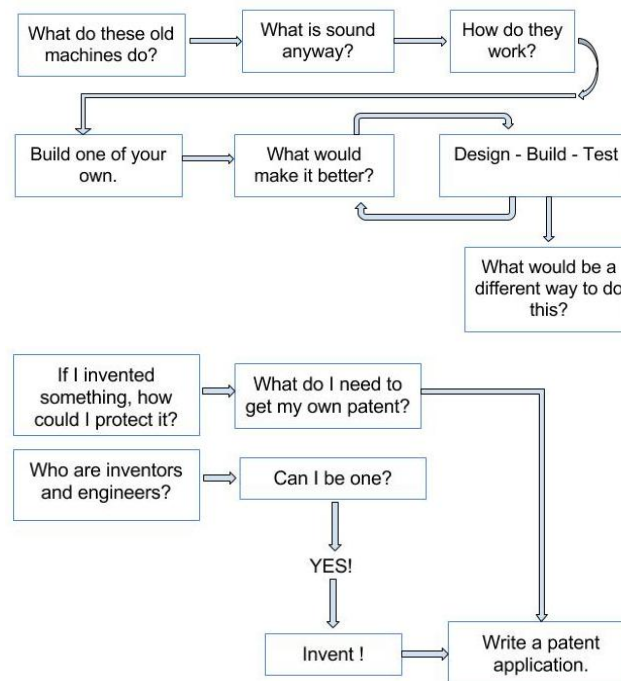 What do these old
machines do?
What is sound
anyway?
How do they
work?
Build one of your
own.
What would
make it better?
Design - Build - Test
What would be a
different way to do
this?
If I invented
something, how
could I protect it?
What do I need to
get my own patent?
Who are inventors
and engineers?
Can I be one?
YES!
Invent !
Write a patent
application.